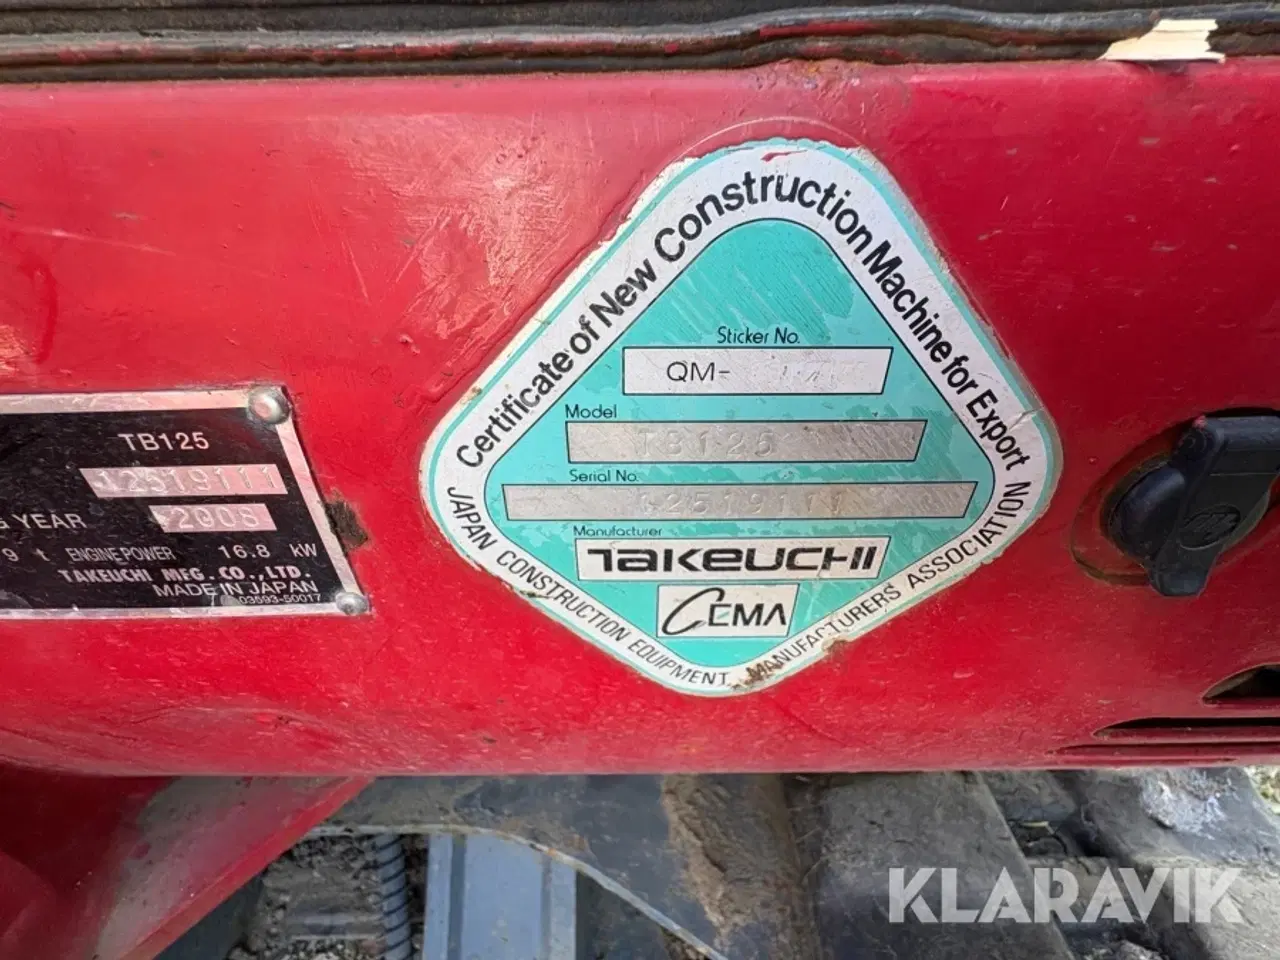 TB125
12519111
G YEAR 2008
9 t ENGINE POWER 16.8 kW
TAKEUCHI MFG.CO.,LTD.
MADE IN JAPAN
03593-50017
Certificate of New Construction Machine for Export
Sticker No.
QM-
Model
TB125
Serial No.
12519111
Manufacturer
TAKEUCHI
CEMA
JAPAN CONSTRUCTION EQUIPMENT MANUFACTURERS' ASSOCIATION
KLARAVIK